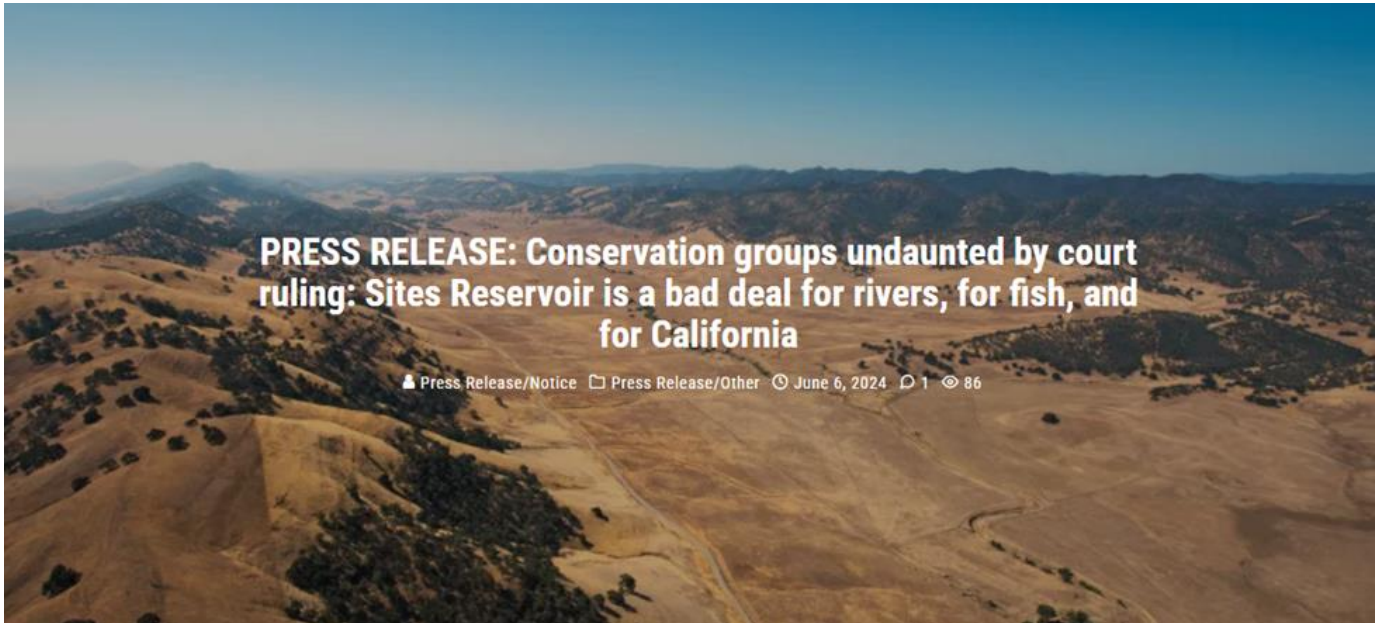 PRESS RELEASE: Conservation groups undaunted by court
ruling: Sites Reservoir is a bad deal for rivers, for fish, and
for California
Press Release/Notice Press Release/Other June 6, 2024 1 86